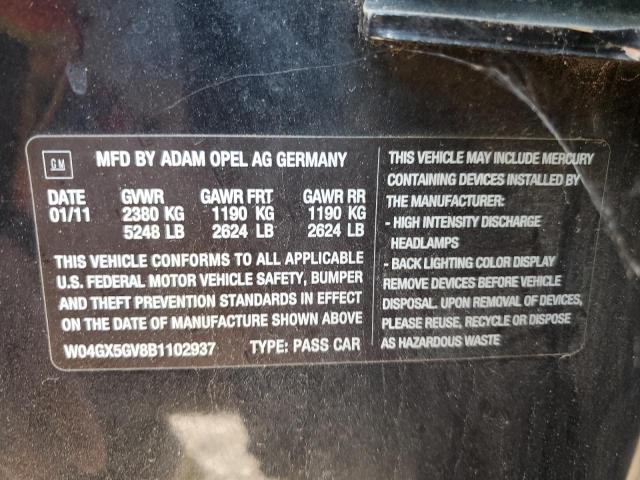 GM
MFD BY ADAM OPEL AG GERMANY
DATE GVWR GAWR FRT GAWR RR
01/11 2380 KG 1190 KG 1190 KG
5248 LB 2624 LB 2624 LB
THIS VEHICLE CONFORMS TO ALL APPLICABLE
U.S. FEDERAL MOTOR VEHICLE SAFETY, BUMPER
AND THEFT PREVENTION STANDARDS IN EFFECT
ON THE DATE OF MANUFACTURE SHOWN ABOVE
W04GX5GV8B1102937 TYPE: PASS CAR
THIS VEHICLE MAY INCLUDE MERCURY
CONTAINING DEVICES INSTALLED BY
THE MANUFACTURER:
- HIGH INTENSITY DISCHARGE
HEADLAMPS
- BACK LIGHTING COLOR DISPLAY
REMOVE DEVICES BEFORE VEHICLE
DISPOSAL. UPON REMOVAL OF DEVICES,
PLEASE REUSE, RECYCLE OR DISPOSE
AS HAZARDOUS WASTE